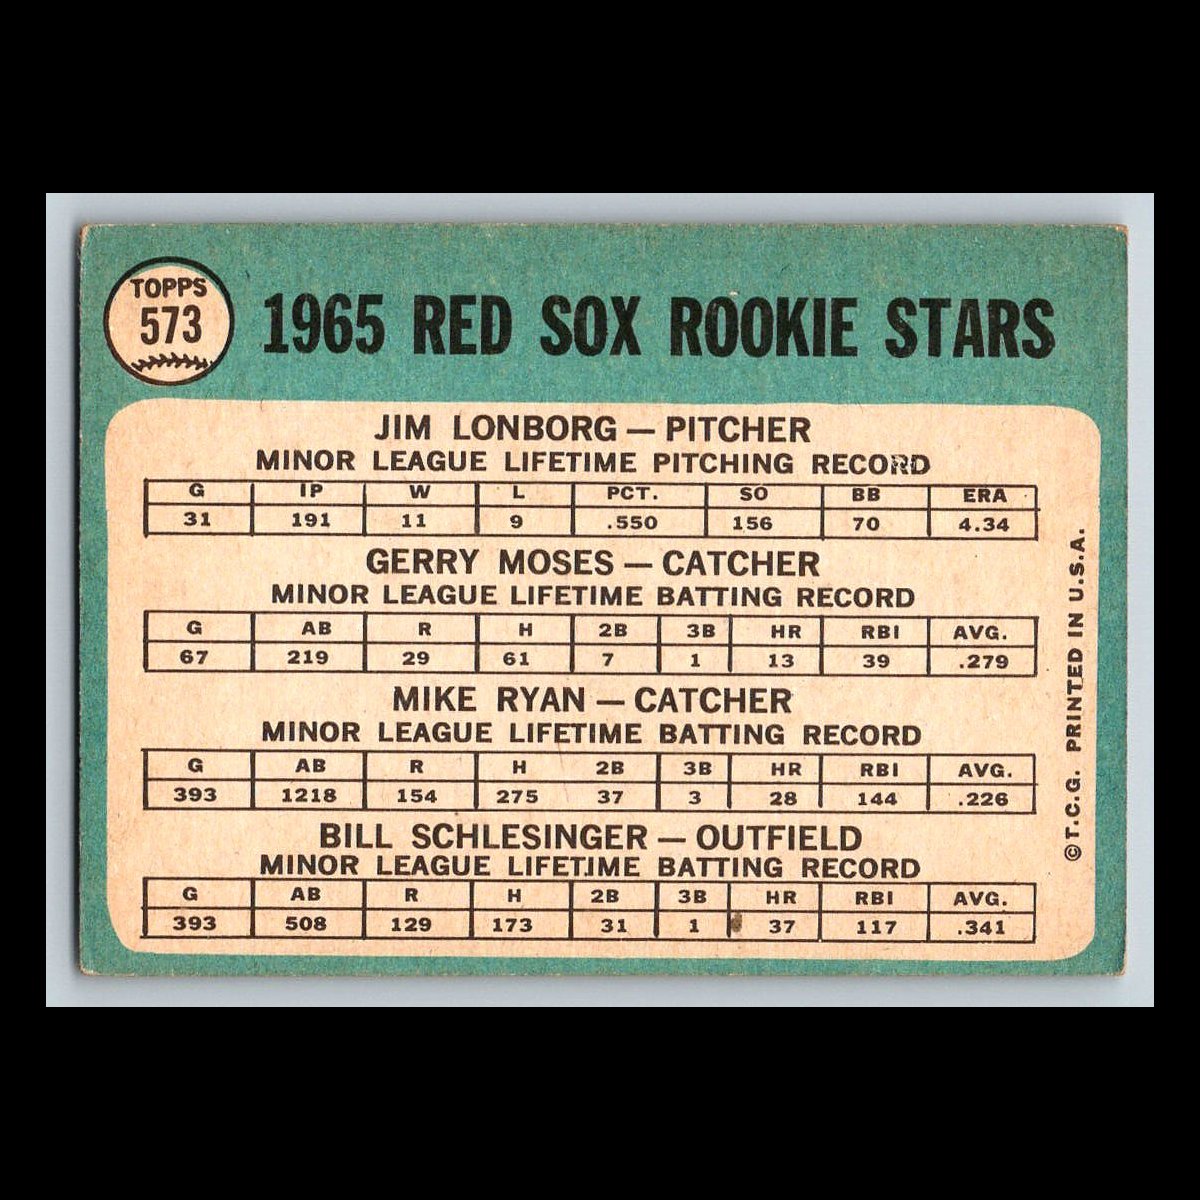 TOPPS
573
1965 RED SOX ROOKIE STARS
JIM LONBORG — PITCHER
MINOR LEAGUE LIFETIME PITCHING RECORD
G IP W L PCT. SO BB ERA
31 191 11 9 .550 156 70 4.34
GERRY MOSES — CATCHER
MINOR LEAGUE LIFETIME BATTING RECORD
G AB R H 2B 3B HR RBI AVG.
67 219 29 61 7 1 13 39 .279
MIKE RYAN — CATCHER
MINOR LEAGUE LIFETIME BATTING RECORD
G AB R H 2B 3B HR RBI AVG.
393 1218 154 275 37 3 28 144 .226
BILL SCHLESINGER — OUTFIELD
MINOR LEAGUE LIFETIME BATTING RECORD
G AB R H 2B 3B HR RBI AVG.
393 508 129 173 31 1 37 117 .341
© T.C.G. PRINTED IN U.S.A.